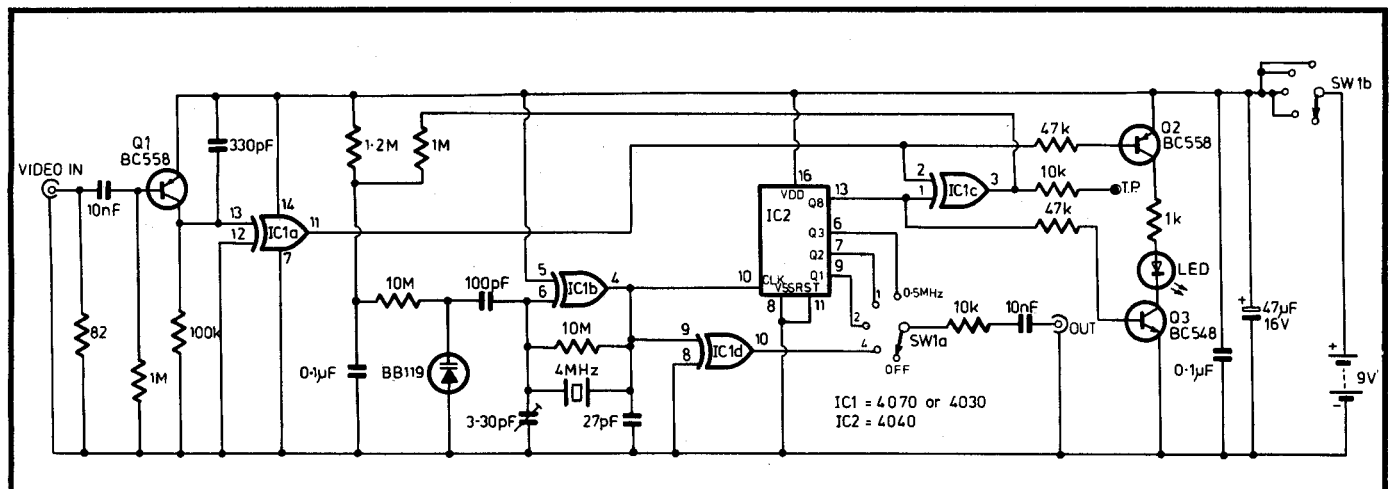 VIDEO IN
10nF
82
1M
Q1
BC558
330pF
100k
13
12
14
IC1a
7
11
1·2M
1M
0·1µF
10M
BB119
100pF
3-30pF
5
6
IC1b
4
10M
4MHz
27pF
9
8
IC1d
10
16
VDD
IC2
10
CLK
VSS
RST
8
11
Q8
13
Q3
6
Q2
7
Q1
9
2
1
IC1c
3
47k
10k
T.P.
47k
Q2
BC558
1k
LED
Q3
BC548
0·5MHz
1
2
4
OFF
SW1a
10k
10nF
OUT
IC1 = 4070 or 4030
IC2 = 4040
0·1µF
+
47µF
16V
SW1b
+
9V
-